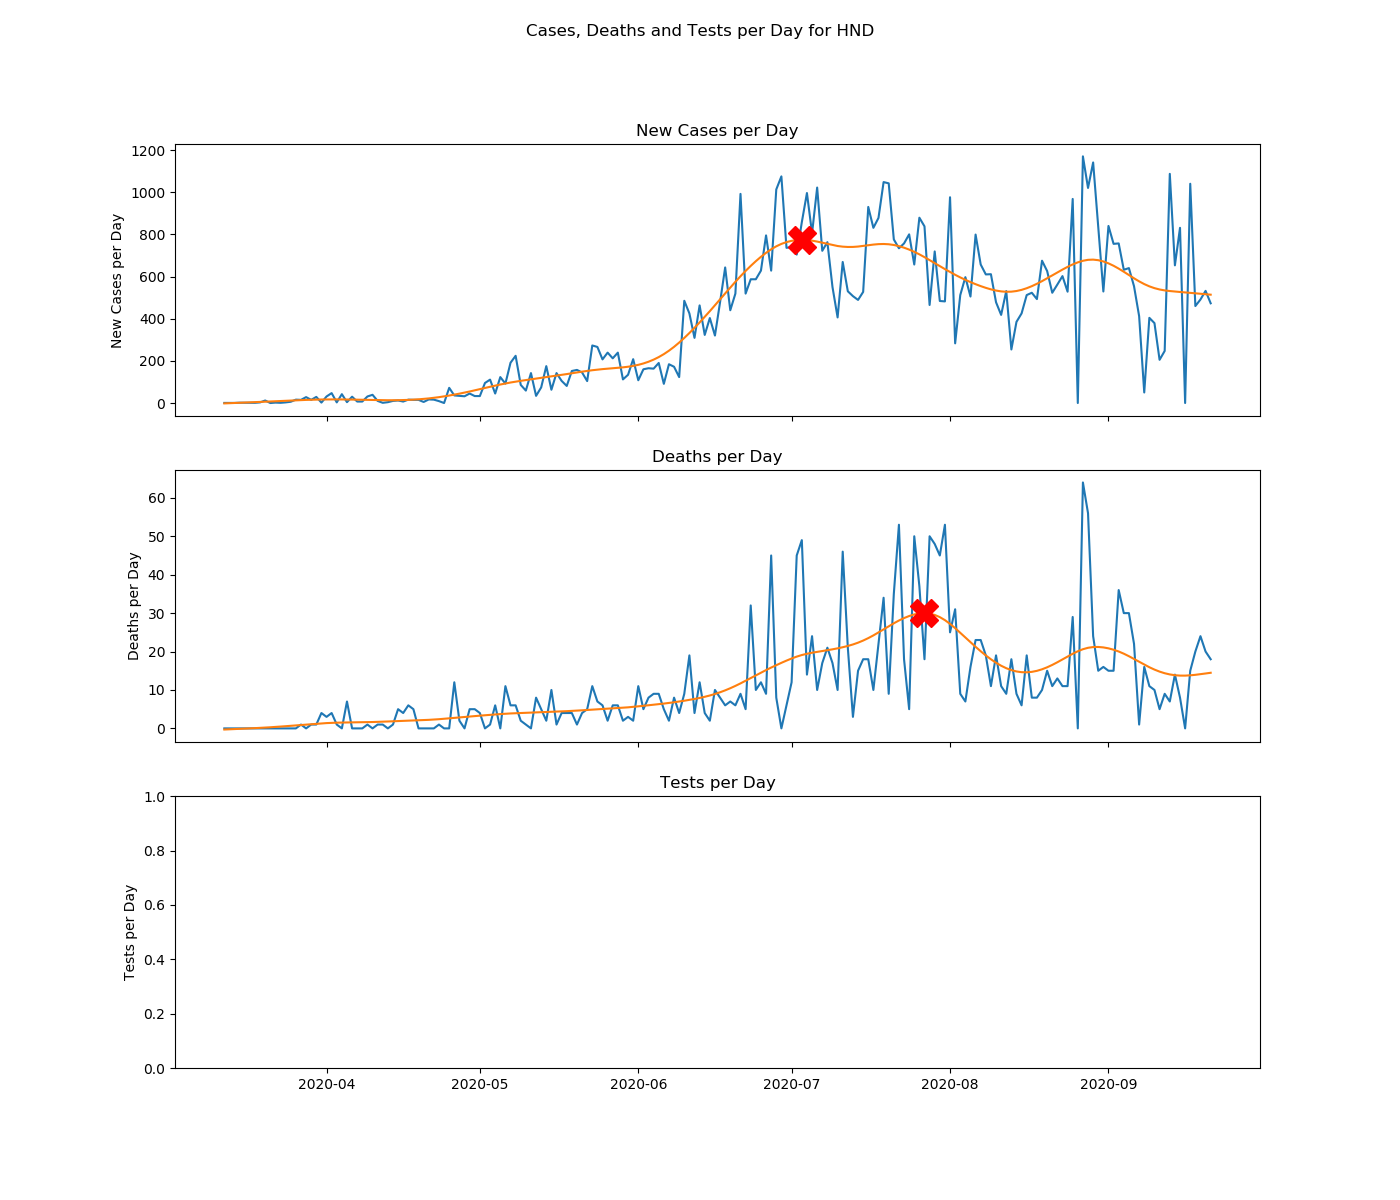 Cases, Deaths and Tests per Day for HND
New Cases per Day
New Cases per Day
1200
1000
800
600
400
200
0
Deaths per Day
Deaths per Day
60
50
40
30
20
10
0
Tests per Day
Tests per Day
1.0
0.8
0.6
0.4
0.2
0.0
2020-04 2020-05 2020-06 2020-07 2020-08 2020-09